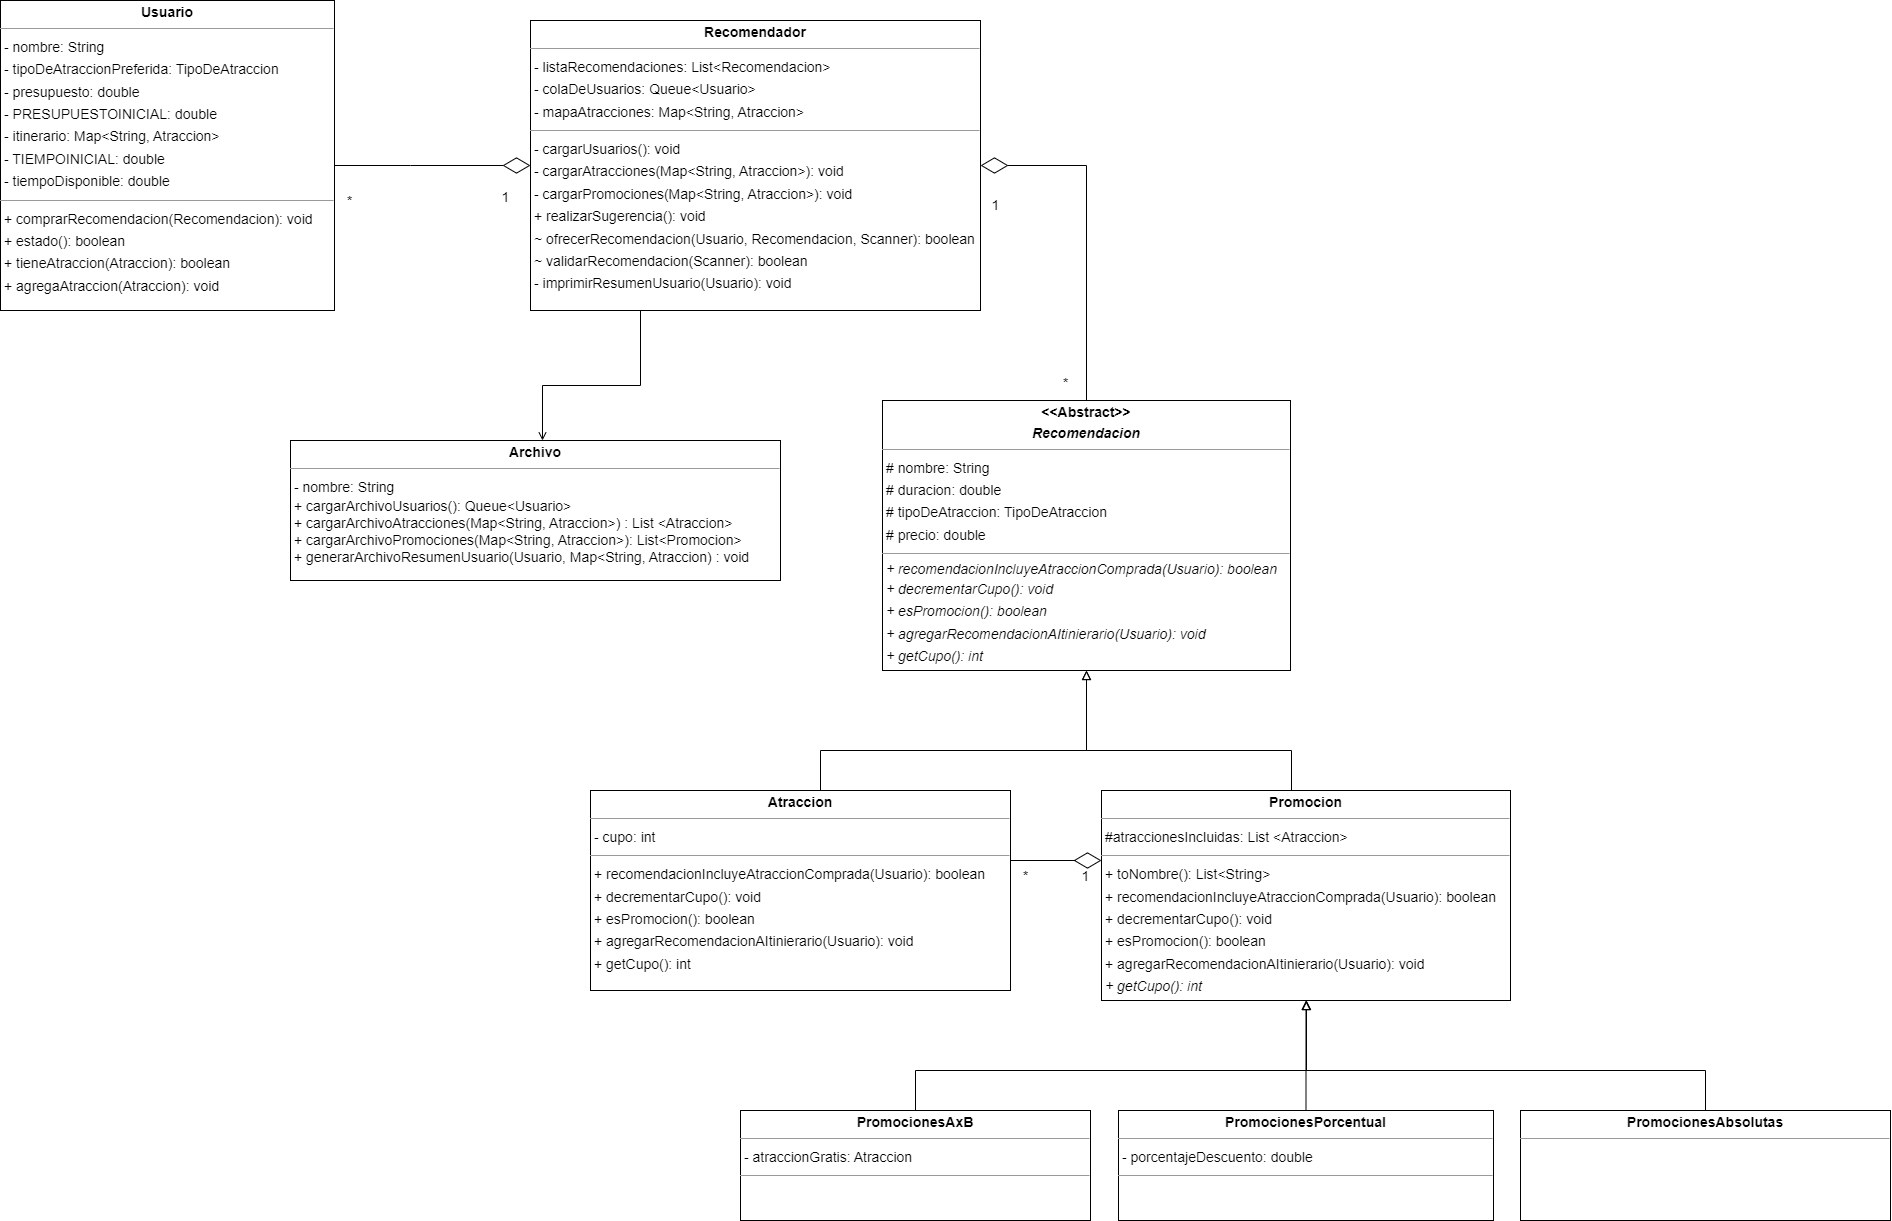 Usuario
- nombre: String
- tipoDeAtraccionPreferida: TipoDeAtraccion
- presupuesto: double
- PRESUPUESTOINICIAL: double
- itinerario: Map<String, Atraccion>
- TIEMPOINICIAL: double
- tiempoDisponible: double
+ comprarRecomendacion(Recomendacion): void
+ estado(): boolean
+ tieneAtraccion(Atraccion): boolean
+ agregaAtraccion(Atraccion): void
*
1
Recomendador
- listaRecomendaciones: List<Recomendacion>
- colaDeUsuarios: Queue<Usuario>
- mapaAtracciones: Map<String, Atraccion>
- cargarUsuarios(): void
- cargarAtracciones(Map<String, Atraccion>): void
- cargarPromociones(Map<String, Atraccion>): void
+ realizarSugerencia(): void
~ ofrecerRecomendacion(Usuario, Recomendacion, Scanner): boolean
~ validarRecomendacion(Scanner): boolean
- imprimirResumenUsuario(Usuario): void
1
*
Archivo
- nombre: String
+ cargarArchivoUsuarios(): Queue<Usuario>
+ cargarArchivoAtracciones(Map<String, Atraccion>) : List <Atraccion>
+ cargarArchivoPromociones(Map<String, Atraccion>): List<Promocion>
+ generarArchivoResumenUsuario(Usuario, Map<String, Atraccion) : void
<<Abstract>>
Recomendacion
# nombre: String
# duracion: double
# tipoDeAtraccion: TipoDeAtraccion
# precio: double
+ recomendacionIncluyeAtraccionComprada(Usuario): boolean
+ decrementarCupo(): void
+ esPromocion(): boolean
+ agregarRecomendacionAItinierario(Usuario): void
+ getCupo(): int
Atraccion
- cupo: int
+ recomendacionIncluyeAtraccionComprada(Usuario): boolean
+ decrementarCupo(): void
+ esPromocion(): boolean
+ agregarRecomendacionAItinierario(Usuario): void
+ getCupo(): int
*
1
Promocion
#atraccionesIncluidas: List <Atraccion>
+ toNombre(): List<String>
+ recomendacionIncluyeAtraccionComprada(Usuario): boolean
+ decrementarCupo(): void
+ esPromocion(): boolean
+ agregarRecomendacionAItinierario(Usuario): void
+ getCupo(): int
PromocionesAxB
- atraccionGratis: Atraccion
PromocionesPorcentual
- porcentajeDescuento: double
PromocionesAbsolutas